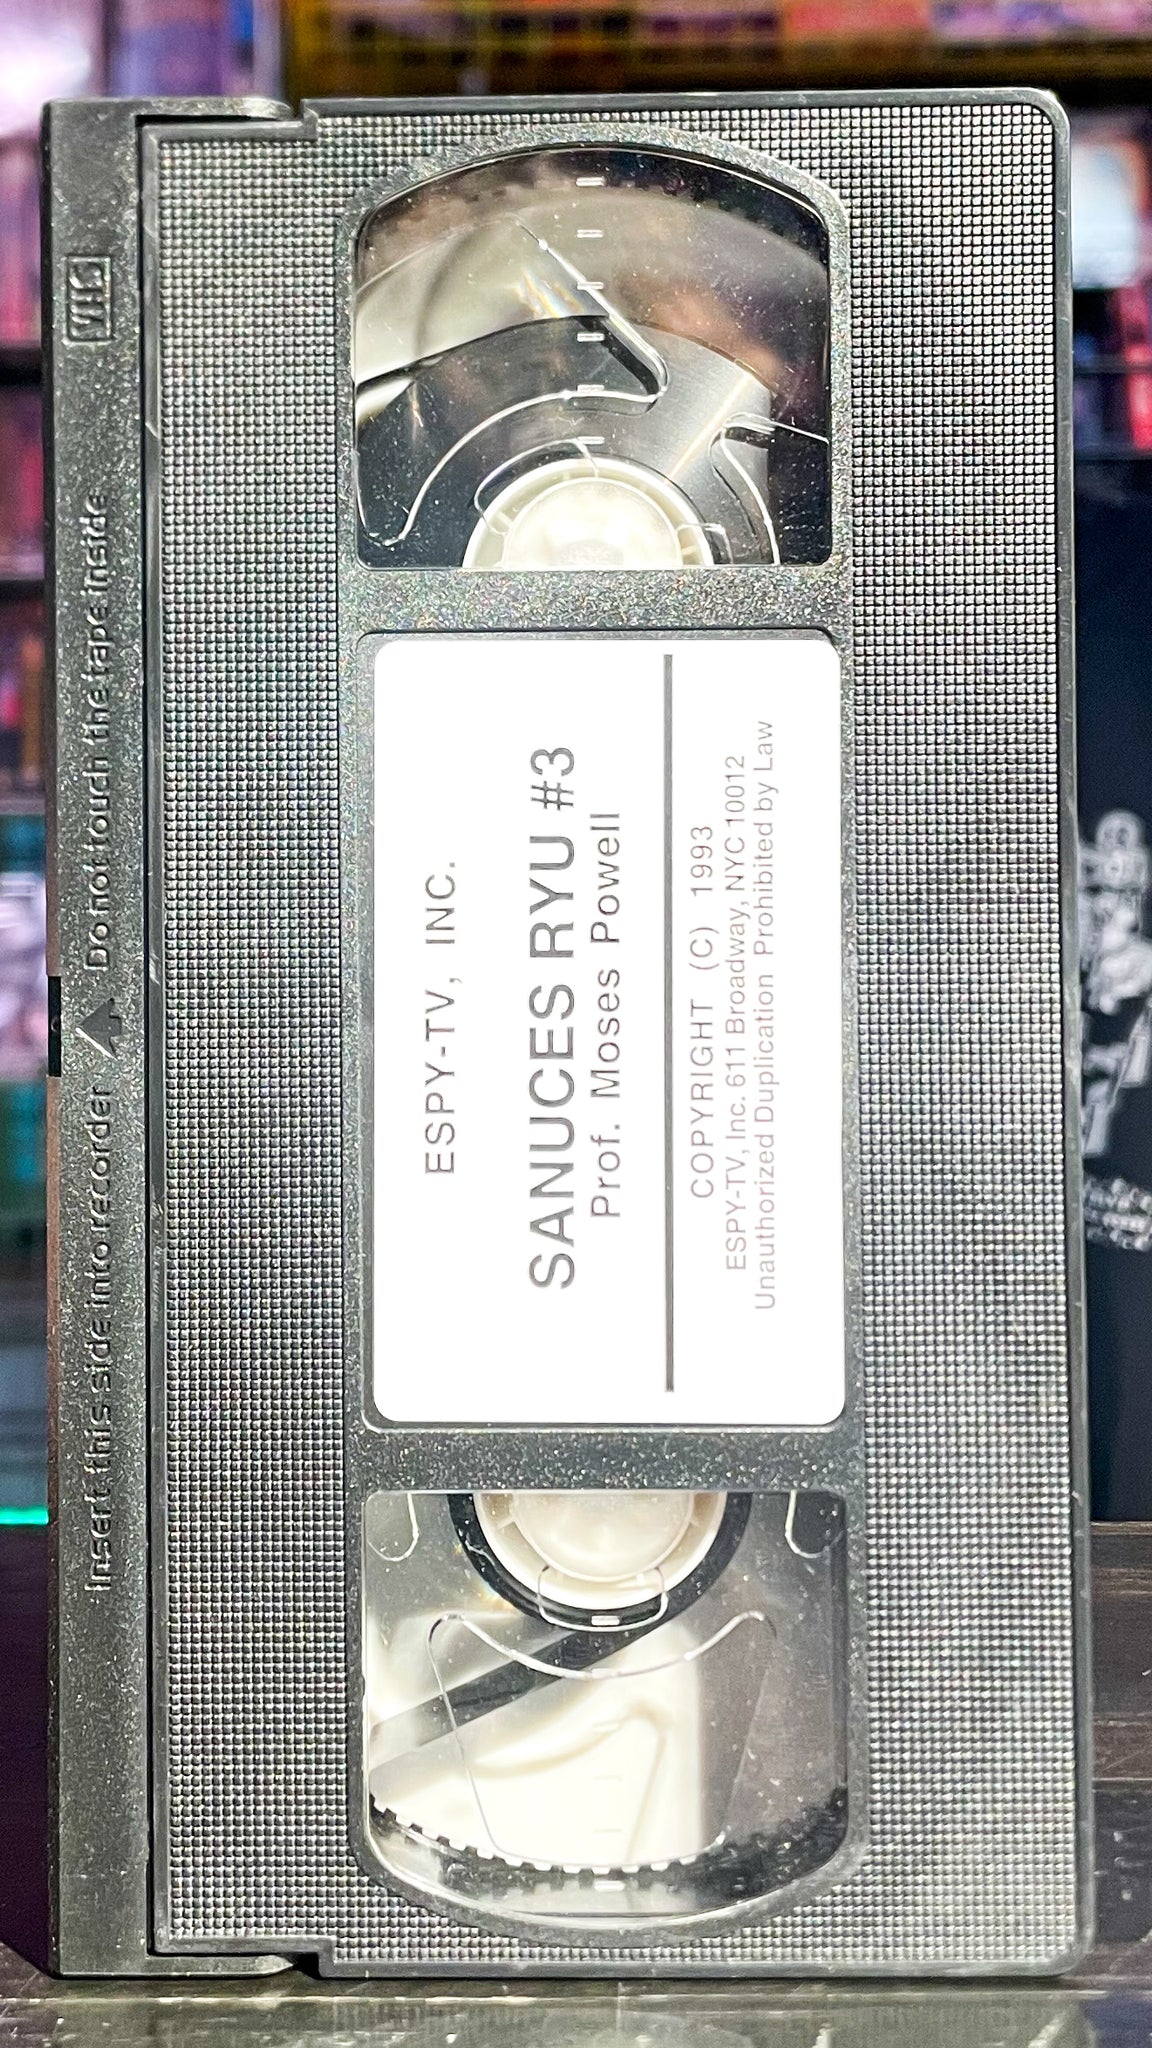 VHS
Insert this side into recorder
Do not touch the tape inside
ESPY-TV, INC.
SANUCES RYU #3
Prof. Moses Powell
COPYRIGHT (C) 1993
ESPY-TV, Inc. 611 Broadway, NYC 10012
Unauthorized Duplication Prohibited by Law